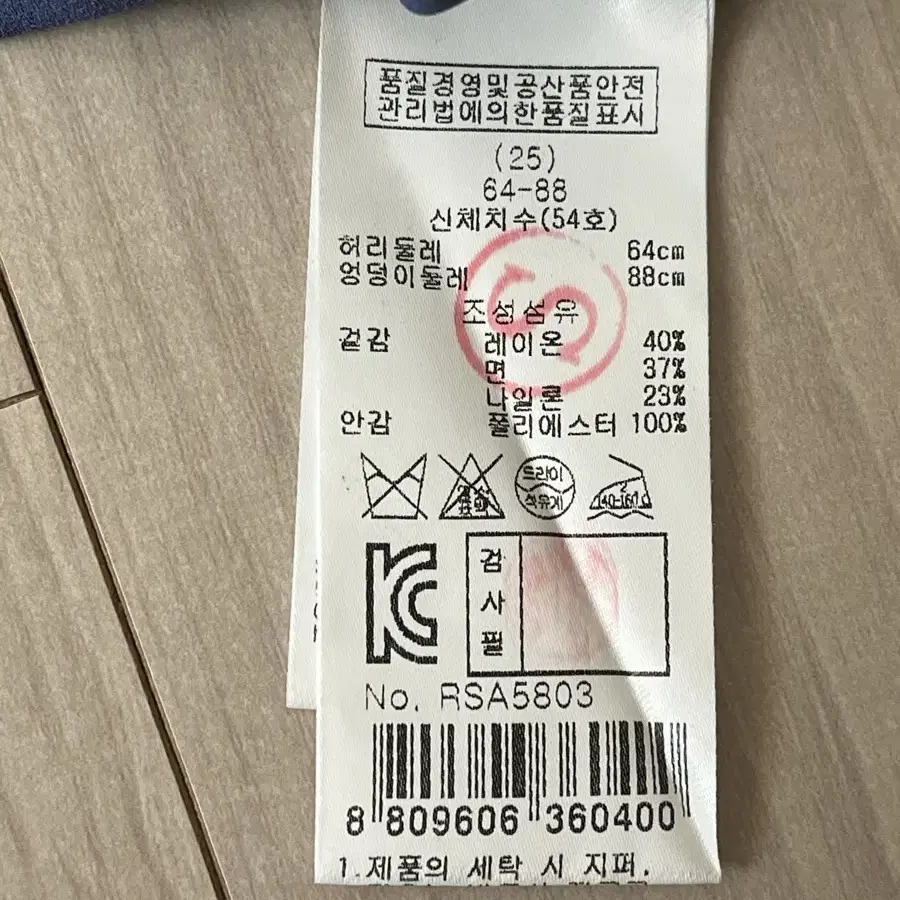 품질경영및공산품안전
관리법에의한품질표시
(25)
64-88
신체치수(54호)
허리둘레 64cm
엉덩이둘레 88cm
S
조성섬유
겉감 레이온 40%
면 37%
나일론 23%
안감 폴리에스터 100%
드라이
석유계
140-160℃
KC
검사필
No. RSA5803
8 809606 360400
1.제품의 세탁 시 지퍼,